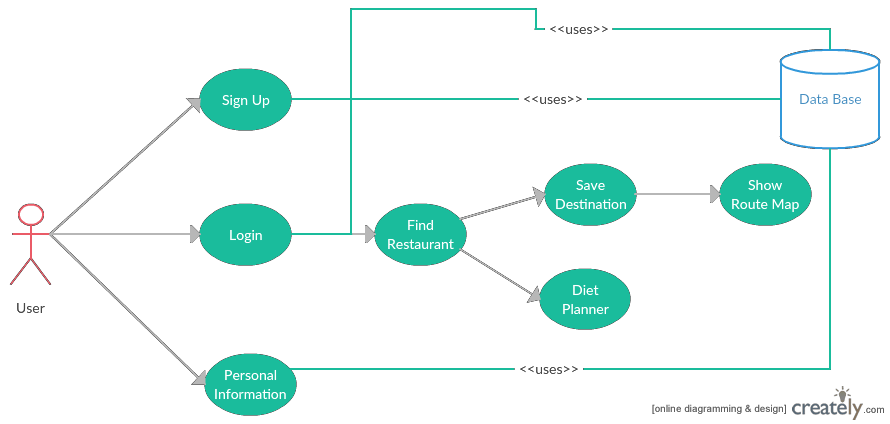 <<uses>>
Sign Up
<<uses>>
Data Base
Save
Destination
Show
Route Map
Login
Find
Restaurant
User
Diet
Planner
Personal
Information
<<uses>>
[online diagramming & design] creately.com